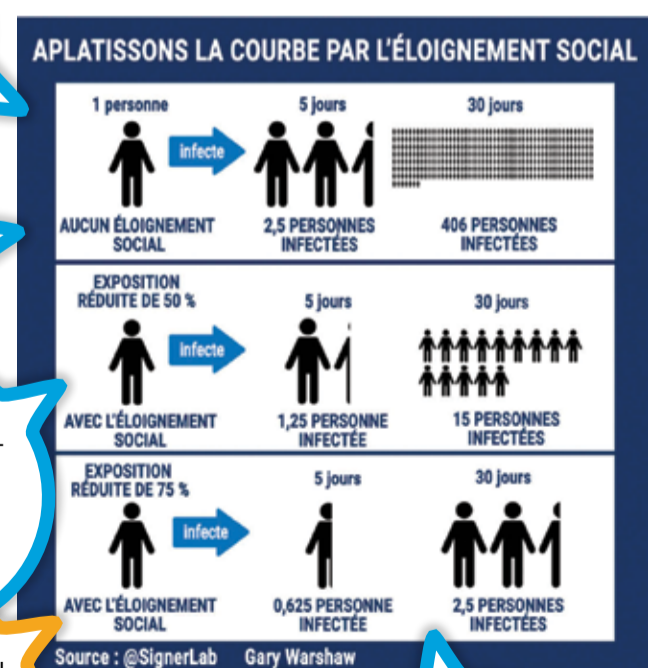 APLATISSONS LA COURBE PAR L'ÉLOIGNEMENT SOCIAL
1 personne
infecte
5 jours
30 jours
AUCUN ÉLOIGNEMENT
SOCIAL
2,5 PERSONNES
INFECTÉES
406 PERSONNES
INFECTÉES
EXPOSITION
RÉDUITE DE 50 %
infecte
5 jours
30 jours
AVEC L'ÉLOIGNEMENT
SOCIAL
1,25 PERSONNE
INFECTÉE
15 PERSONNES
INFECTÉES
EXPOSITION
RÉDUITE DE 75 %
infecte
5 jours
30 jours
AVEC L'ÉLOIGNEMENT
SOCIAL
0,625 PERSONNE
INFECTÉE
2,5 PERSONNES
INFECTÉES
Source : @SignerLab Gary Warshaw